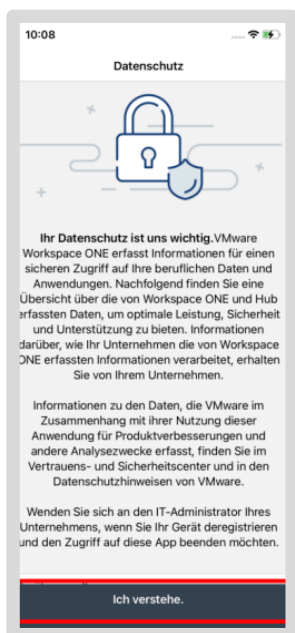 10:08
Datenschutz
Ihr Datenschutz ist uns wichtig.VMware
Workspace ONE erfasst Informationen für einen
sicheren Zugriff auf Ihre beruflichen Daten und
Anwendungen. Nachfolgend finden Sie eine
Übersicht über die von Workspace ONE und Hub
erfassten Daten, um optimale Leistung, Sicherheit
und Unterstützung zu bieten. Informationen
darüber, wie Ihr Unternehmen die von Workspace
ONE erfassten Informationen verarbeitet, erhalten
Sie von Ihrem Unternehmen.
Informationen zu den Daten, die VMware im
Zusammenhang mit ihrer Nutzung dieser
Anwendung für Produktverbesserungen und
andere Analysezwecke erfasst, finden Sie im
Vertrauens- und Sicherheitscenter und in den
Datenschutzhinweisen von VMware.
Wenden Sie sich an den IT-Administrator Ihres
Unternehmens, wenn Sie Ihr Gerät deregistrieren
und den Zugriff auf diese App beenden möchten.
Ich verstehe.